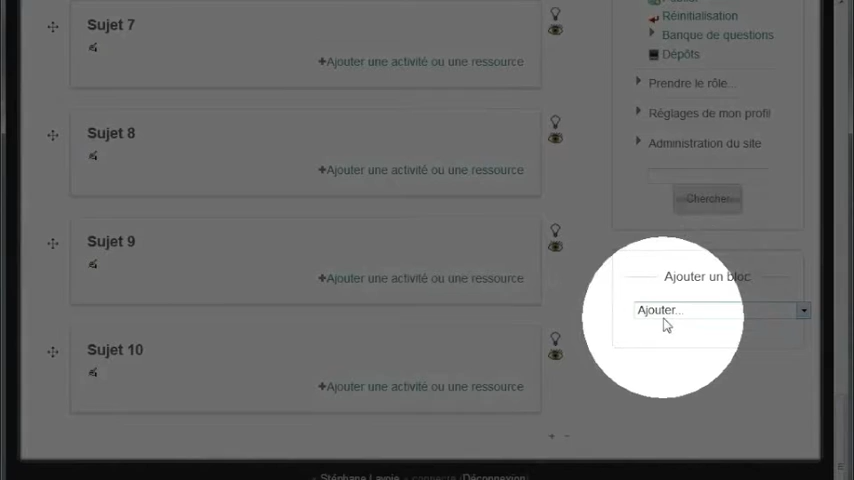 Sujet 7
+Ajouter une activité ou une ressource
Sujet 8
+Ajouter une activité ou une ressource
Sujet 9
+Ajouter une activité ou une ressource
Sujet 10
+Ajouter une activité ou une ressource
Réinitialisation
Banque de questions
Dépôts
Prendre le rôle...
Réglages de mon profil
Administration du site
Chercher
Ajouter un bloc
Ajouter...
Stéphane Lavoie
connecté (Déconnexion